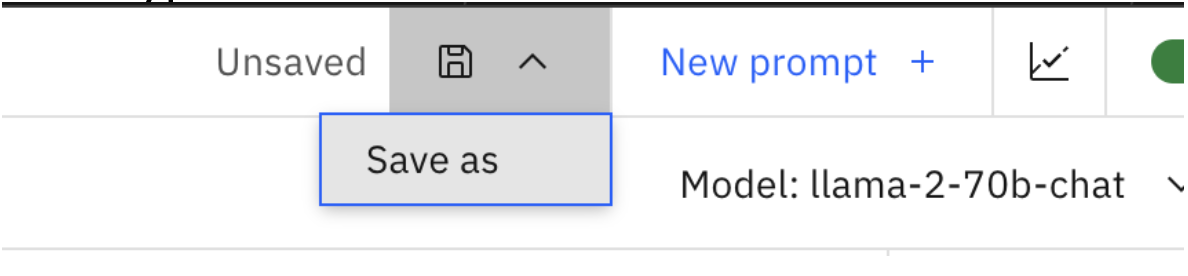 Unsaved
New prompt +
Save as
Model: llama-2-70b-chat